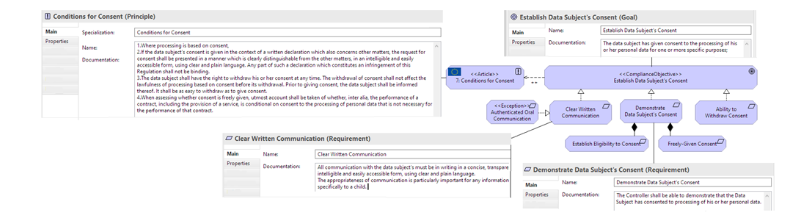 Conditions for Consent (Principle)
Main
Properties
Specialization:
Conditions for Consent
Name:
Documentation:
1.Where processing is based on consent,
2.If the data subject's consent is given in the context of a written declaration which also concerns other matters, the request for
consent shall be presented in a manner which is clearly distinguishable from the other matters, in an intelligible and easily
accessible form, using clear and plain language. Any part of such a declaration which constitutes an infringement of this
Regulation shall not be binding.
3.The data subject shall have the right to withdraw his or her consent at any time. The withdrawal of consent shall not affect the
lawfulness of processing based on consent before its withdrawal. Prior to giving consent, the data subject shall be informed
thereof. It shall be as easy to withdraw as to give consent.
4.When assessing whether consent is freely given, utmost account shall be taken of whether, inter alia, the performance of a
contract, including the provision of a service, is conditional on consent to the processing of personal data that is not necessary for
the performance of that contract.
Establish Data Subject's Consent (Goal)
Main
Properties
Name:
Establish Data Subject's Consent
Documentation:
The data subject has given consent to the processing of his
or her personal data for one or more specific purposes;
<<Article>>
7: Conditions for Consent
<<ComplianceObjective>>
Establish Data Subject's Consent
<<Exception>>
Authenticated Oral
Communication
Clear Written
Communication
Demonstrate
Data Subject's Consent
Ability to
Withdraw Consent
Establish Eligibility to Consent
Freely-Given Consent
Clear Written Communication (Requirement)
Main
Properties
Name:
Clear Written Communication
Documentation:
All communication with the data subject's must be in writing in a concise, transpare
intelligible and easily accessible form, using clear and plain language.
The appropriateness of communication is particularly important for any information
specifically to a child;
Demonstrate Data Subject's Consent (Requirement)
Main
Properties
Name:
Demonstrate Data Subject's Consent
Documentation:
The Controller shall be able to demonstrate that the Data
Subject has consented to processing of his or her personal data.